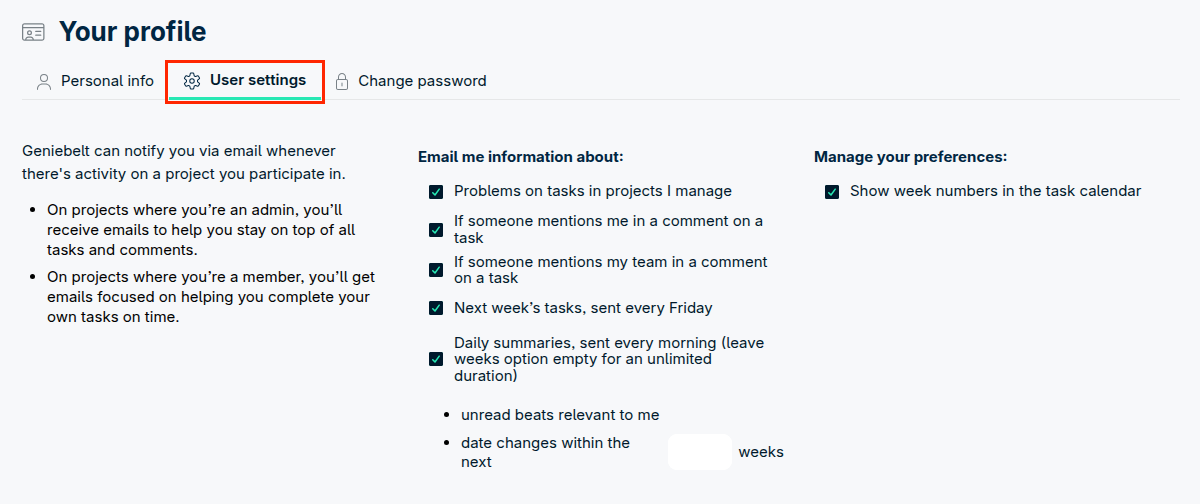 Your profile
Personal info
User settings
Change password
Geniebelt can notify you via email whenever
there's activity on a project you participate in.
• On projects where you’re an admin, you’ll
receive emails to help you stay on top of all
tasks and comments.
• On projects where you’re a member, you’ll get
emails focused on helping you complete your
own tasks on time.
Email me information about:
Problems on tasks in projects I manage
If someone mentions me in a comment on a
task
If someone mentions my team in a comment
on a task
Next week’s tasks, sent every Friday
Daily summaries, sent every morning (leave
weeks option empty for an unlimited
duration)
• unread beats relevant to me
• date changes within the
next
weeks
Manage your preferences:
Show week numbers in the task calendar